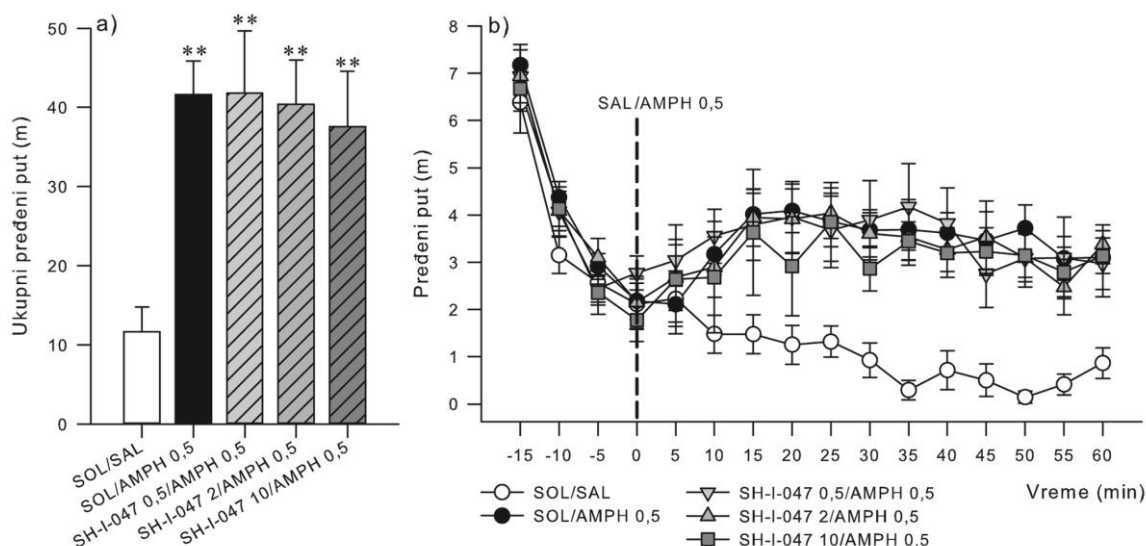 a)
Ukupni pređeni put (m)
50
40
30
20
10
0
**
**
**
**
SOL/SAL
SOL/AMPH 0,5
SH-I-047 0,5/AMPH 0,5
SH-I-047 2/AMPH 0,5
SH-I-047 10/AMPH 0,5
b)
Pređeni put (m)
8
7
6
5
4
3
2
1
0
SAL/AMPH 0,5
-15 -10 -5 0 5 10 15 20 25 30 35 40 45 50 55 60
Vreme (min)
SOL/SAL
SOL/AMPH 0,5
SH-I-047 0,5/AMPH 0,5
SH-I-047 2/AMPH 0,5
SH-I-047 10/AMPH 0,5